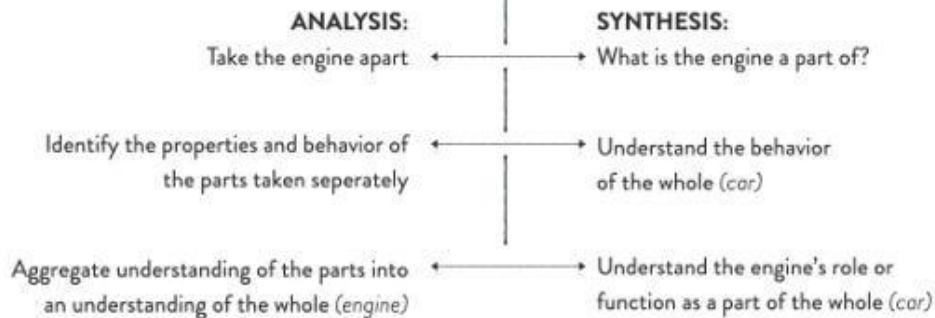 ANALYSIS:
Take the engine apart
SYNTHESIS:
What is the engine a part of?
Identify the properties and behavior of
the parts taken seperately
Understand the behavior
of the whole (car)
Aggregate understanding of the parts into
an understanding of the whole (engine)
Understand the engine's role or
function as a part of the whole (car)